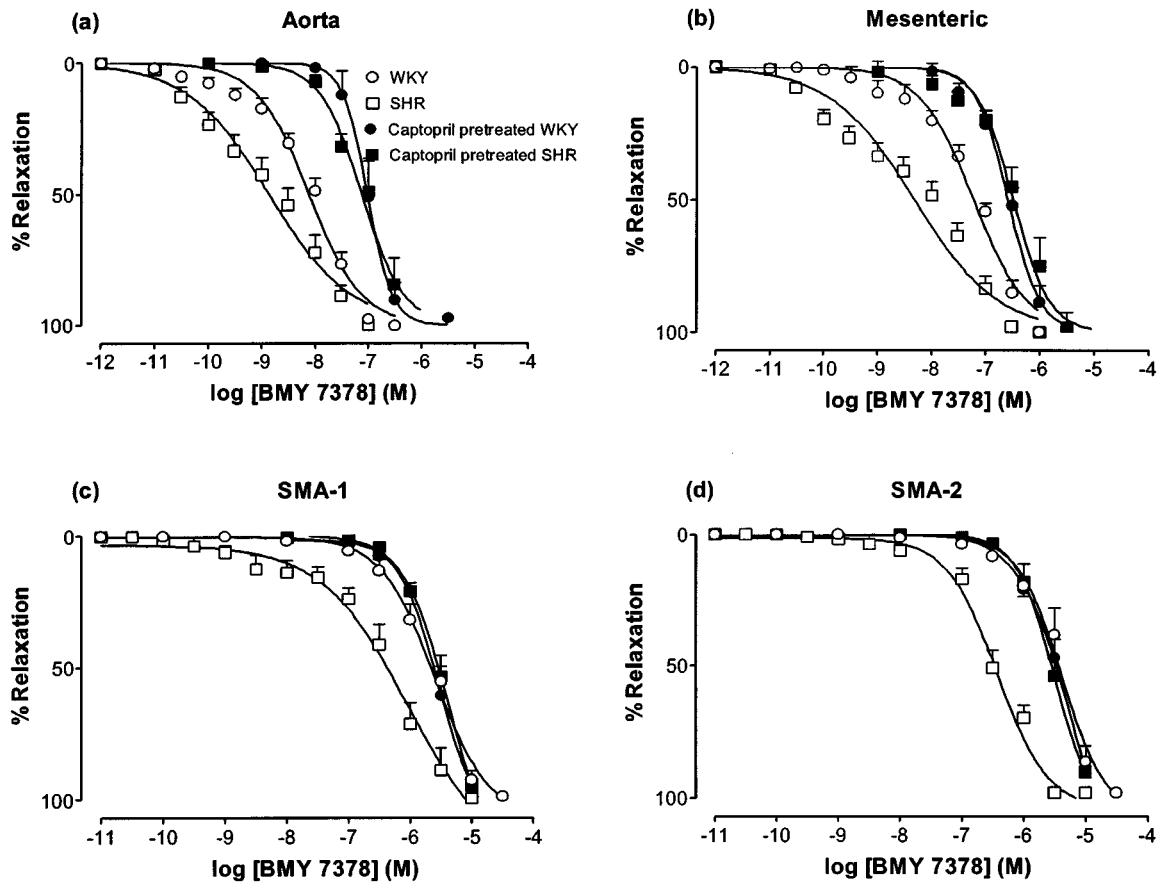 (a) Aorta
0
50
100
% Relaxation
WKY
SHR
Captopril pretreated WKY
Captopril pretreated SHR
-12 -11 -10 -9 -8 -7 -6 -5 -4
log [BMY 7378] (M)
(b) Mesenteric
0
50
100
% Relaxation
-12 -11 -10 -9 -8 -7 -6 -5 -4
log [BMY 7378] (M)
(c) SMA-1
0
50
100
% Relaxation
-11 -10 -9 -8 -7 -6 -5 -4
log [BMY 7378] (M)
(d) SMA-2
0
50
100
% Relaxation
-11 -10 -9 -8 -7 -6 -5 -4
log [BMY 7378] (M)